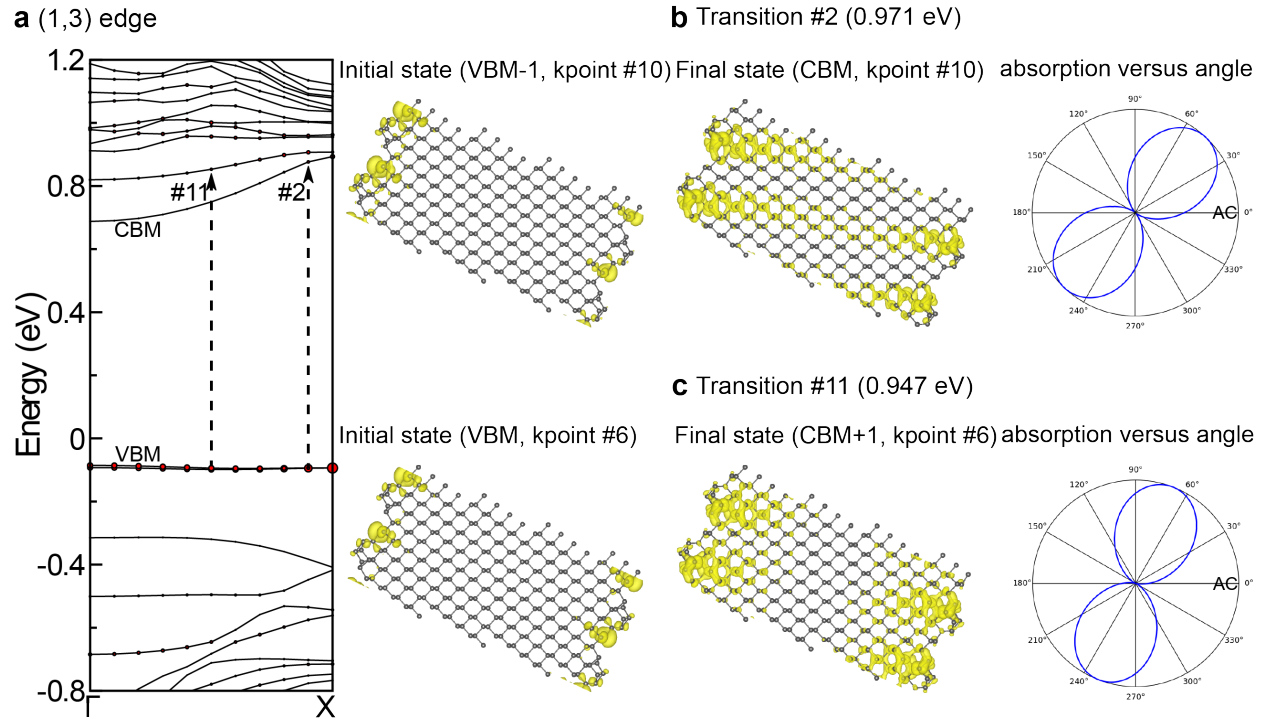 a (1,3) edge
1.2
0.8
0.4
0
-0.4
-0.8
Energy (eV)
Γ
X
#11
#2
CBM
VBM
b Transition #2 (0.971 eV)
Initial state (VBM-1, kpoint #10)
Final state (CBM, kpoint #10)
absorption versus angle
90°
120°
60°
150°
30°
180°
AC
0°
210°
330°
240°
300°
270°
c Transition #11 (0.947 eV)
Initial state (VBM, kpoint #6)
Final state (CBM+1, kpoint #6)
absorption versus angle
90°
120°
60°
150°
30°
180°
AC
0°
210°
330°
240°
300°
270°